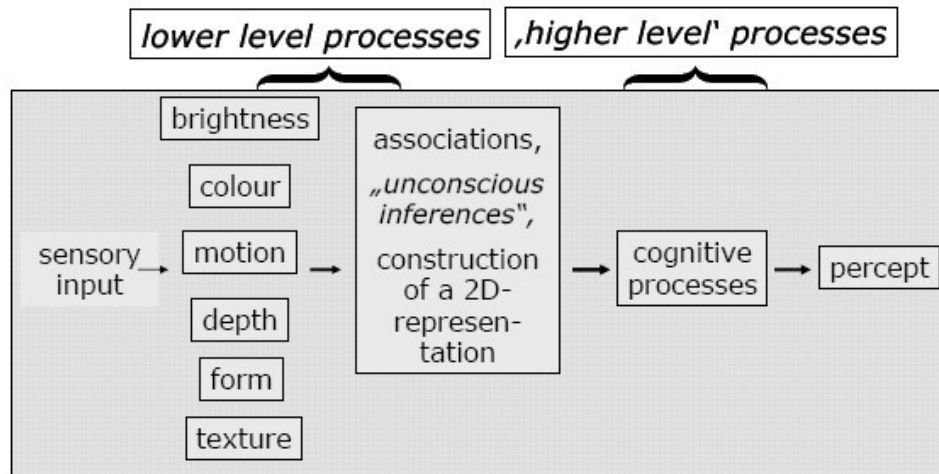 lower level processes
‚higher level‘ processes
sensory
input
brightness
colour
motion
depth
form
texture
associations,
„unconscious
inferences“,
construction
of a 2D-
represen-
tation
cognitive
processes
percept